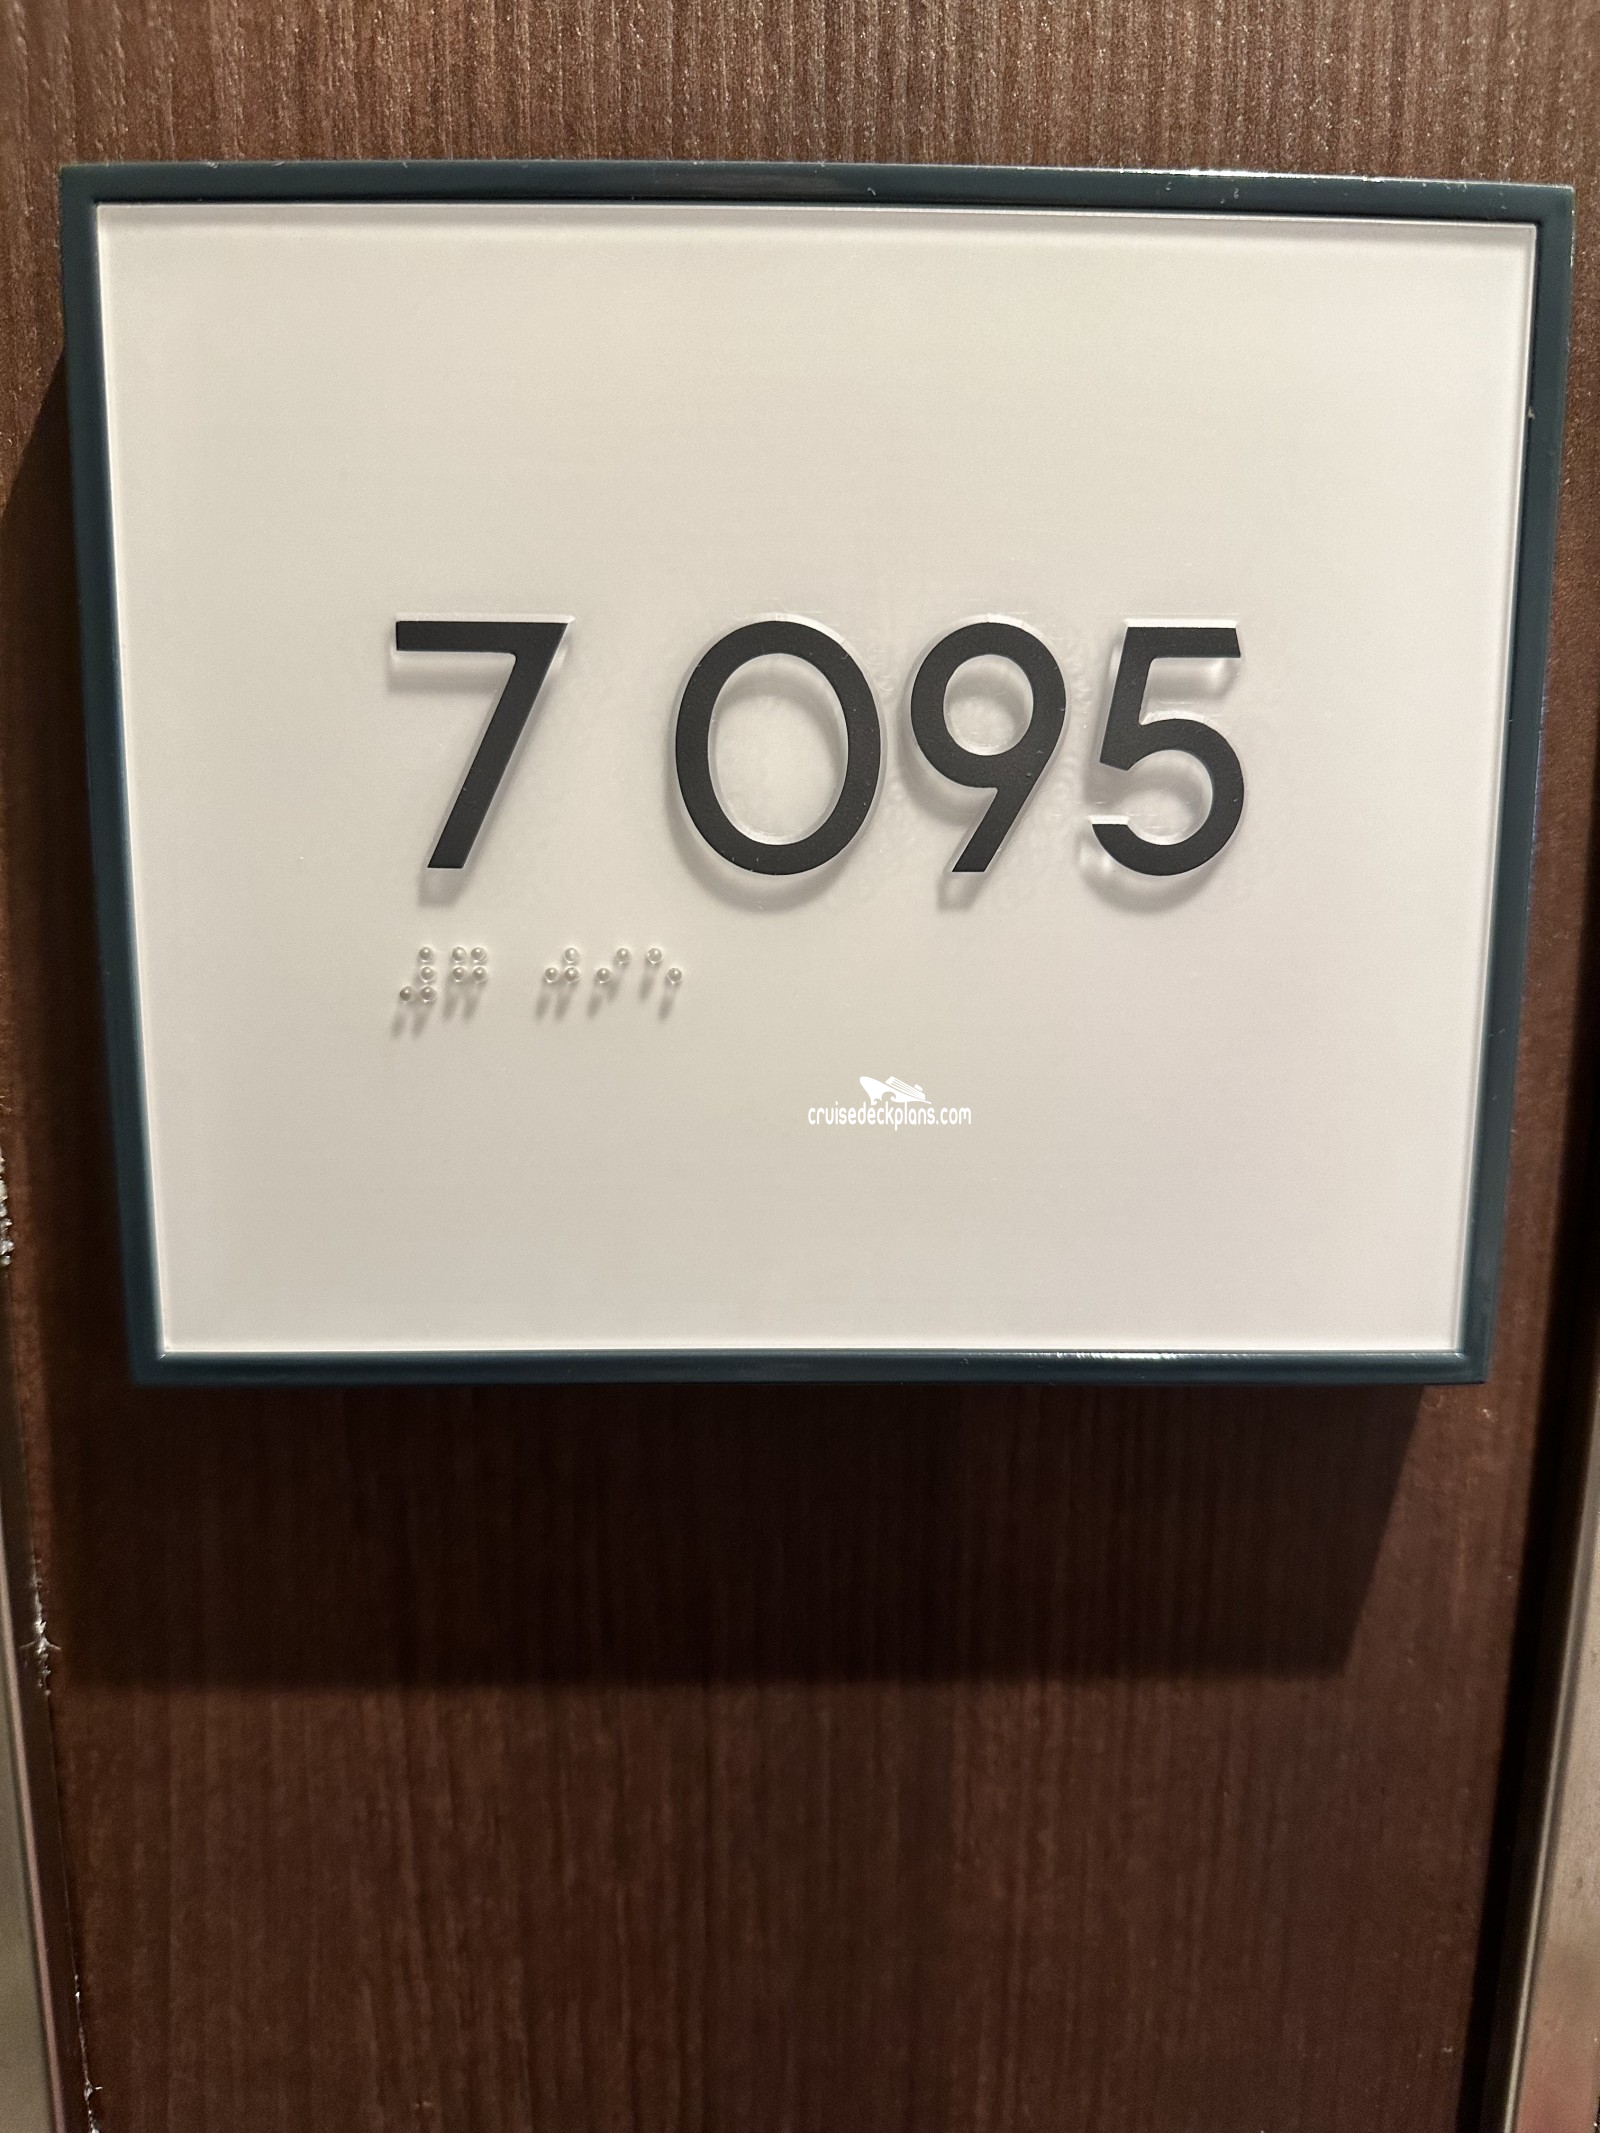 7 095
⠼⠛ ⠚⠊⠑
cruisedeckplans.com